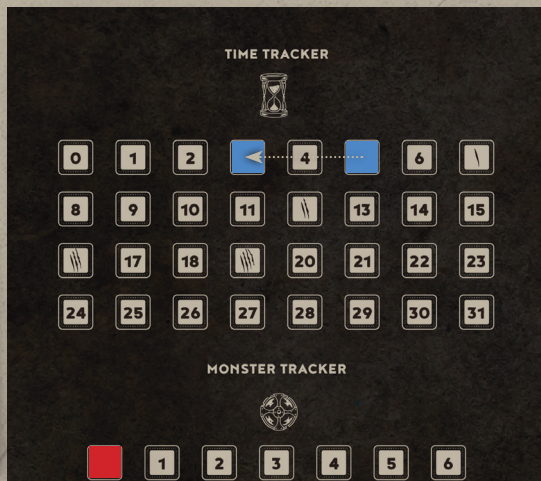 TIME TRACKER
0 1 2 4 6
8 9 10 11 13 14 15
17 18 20 21 22 23
24 25 26 27 28 29 30 31
MONSTER TRACKER
1 2 3 4 5 6